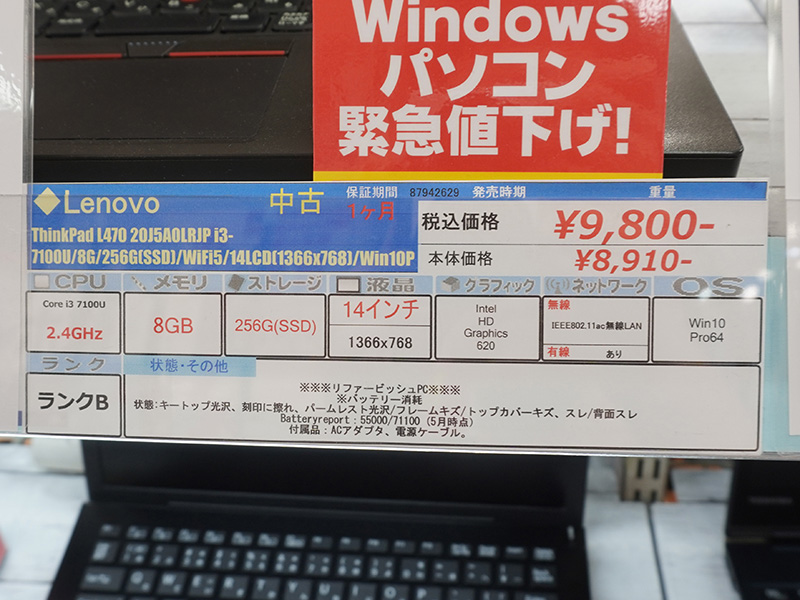 Windows
パソコン
緊急値下げ!
◆Lenovo 中古 保証期間 87942629 発売時期 重量
1ヶ月
ThinkPad L470 20J5A0LRJP i3-
7100U/8G/256G(SSD)/WiFi5/14LCD(1366x768)/Win10P
税込価格 ¥9,800-
本体価格 ¥8,910-
CPU メモリ ストレージ 液晶 グラフィック ネットワーク OS
Core i3 7100U
2.4GHz
8GB
256G(SSD)
14インチ
1366x768
Intel
HD
Graphics
620
無線
IEEE802.11ac無線LAN
有線 あり
Win10
Pro64
ランク 状態・その他
ランクB
※※※リファービッシュPC※※※
※バッテリー消耗
状態:キートップ光沢、刻印に擦れ、パームレスト光沢/フレームキズ/トップカバーキズ、スレ/背面スレ
Batteryreport:55000/71100 (5月時点)
付属品:ACアダプタ、電源ケーブル。